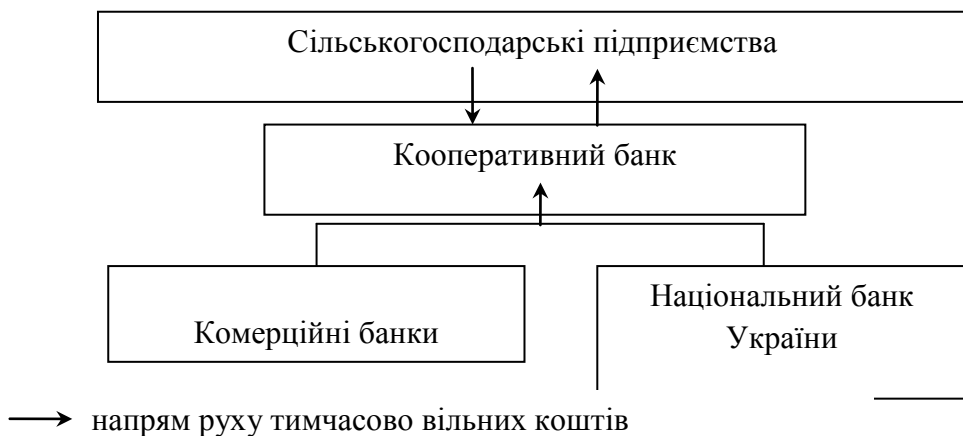 Сільськогосподарські підприємства
Кооперативний банк
Комерційні банки
Національний банк
України
напрям руху тимчасово вільних коштів